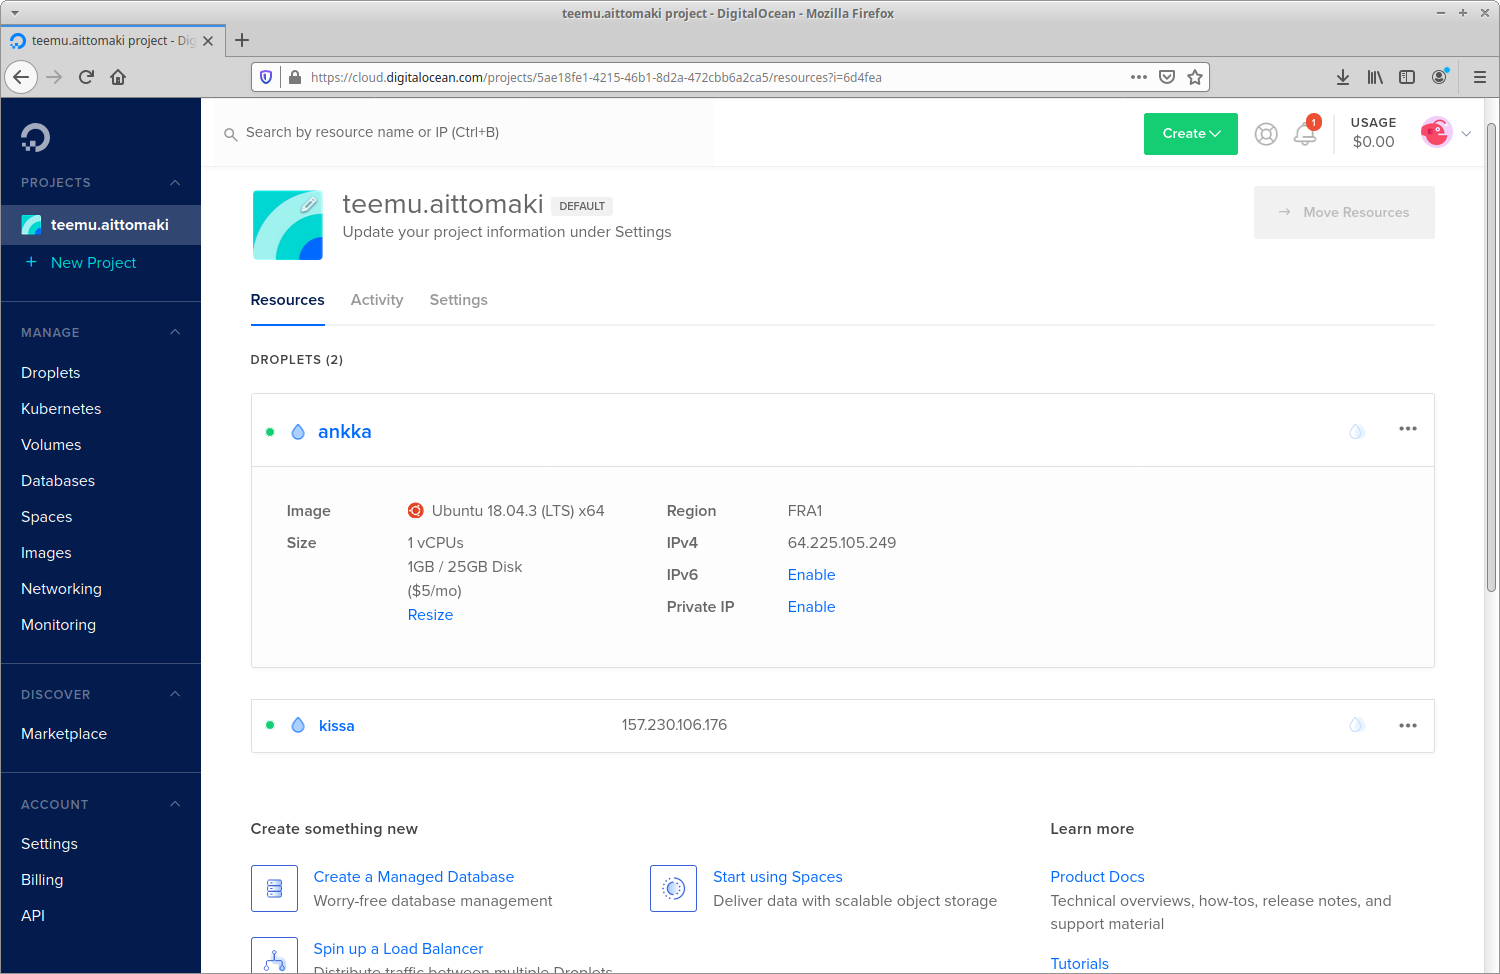 teemu.aittomaki project - DigitalOcean - Mozilla Firefox
teemu.aittomaki project - Dig
https://cloud.digitalocean.com/projects/5ae18fe1-4215-46b1-8d2a-472cbb6a2ca5/resources?i=6d4fea
Search by resource name or IP (Ctrl+B)
Create
1
USAGE
$0.00
PROJECTS
teemu.aittomaki
+ New Project
MANAGE
Droplets
Kubernetes
Volumes
Databases
Spaces
Images
Networking
Monitoring
DISCOVER
Marketplace
ACCOUNT
Settings
Billing
API
teemu.aittomaki DEFAULT
Update your project information under Settings
→ Move Resources
Resources Activity Settings
DROPLETS (2)
ankka
Image Ubuntu 18.04.3 (LTS) x64
Size 1 vCPUs
1GB / 25GB Disk
($5/mo)
Resize
Region FRA1
IPv4 64.225.105.249
IPv6 Enable
Private IP Enable
kissa 157.230.106.176
Create something new
Create a Managed Database
Worry-free database management
Start using Spaces
Deliver data with scalable object storage
Spin up a Load Balancer
Distribute traffic between multiple Droplets
Learn more
Product Docs
Technical overviews, how-tos, release notes, and
support material
Tutorials